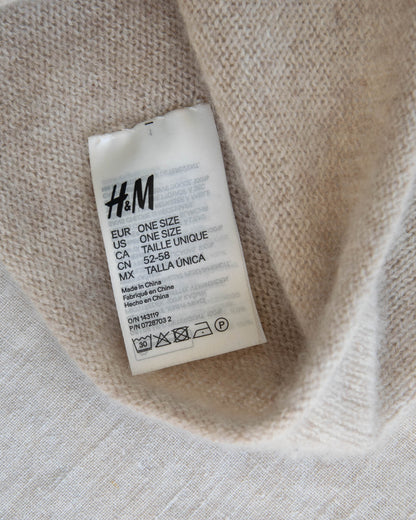 H&M
EUR ONE SIZE
US ONE SIZE
CA TAILLE UNIQUE
CN 52-58
MX TALLA ÚNICA
Made in China
Fabriqué en Chine
Hecho en China
O/N 143119
P/N 0728703 2
30 P